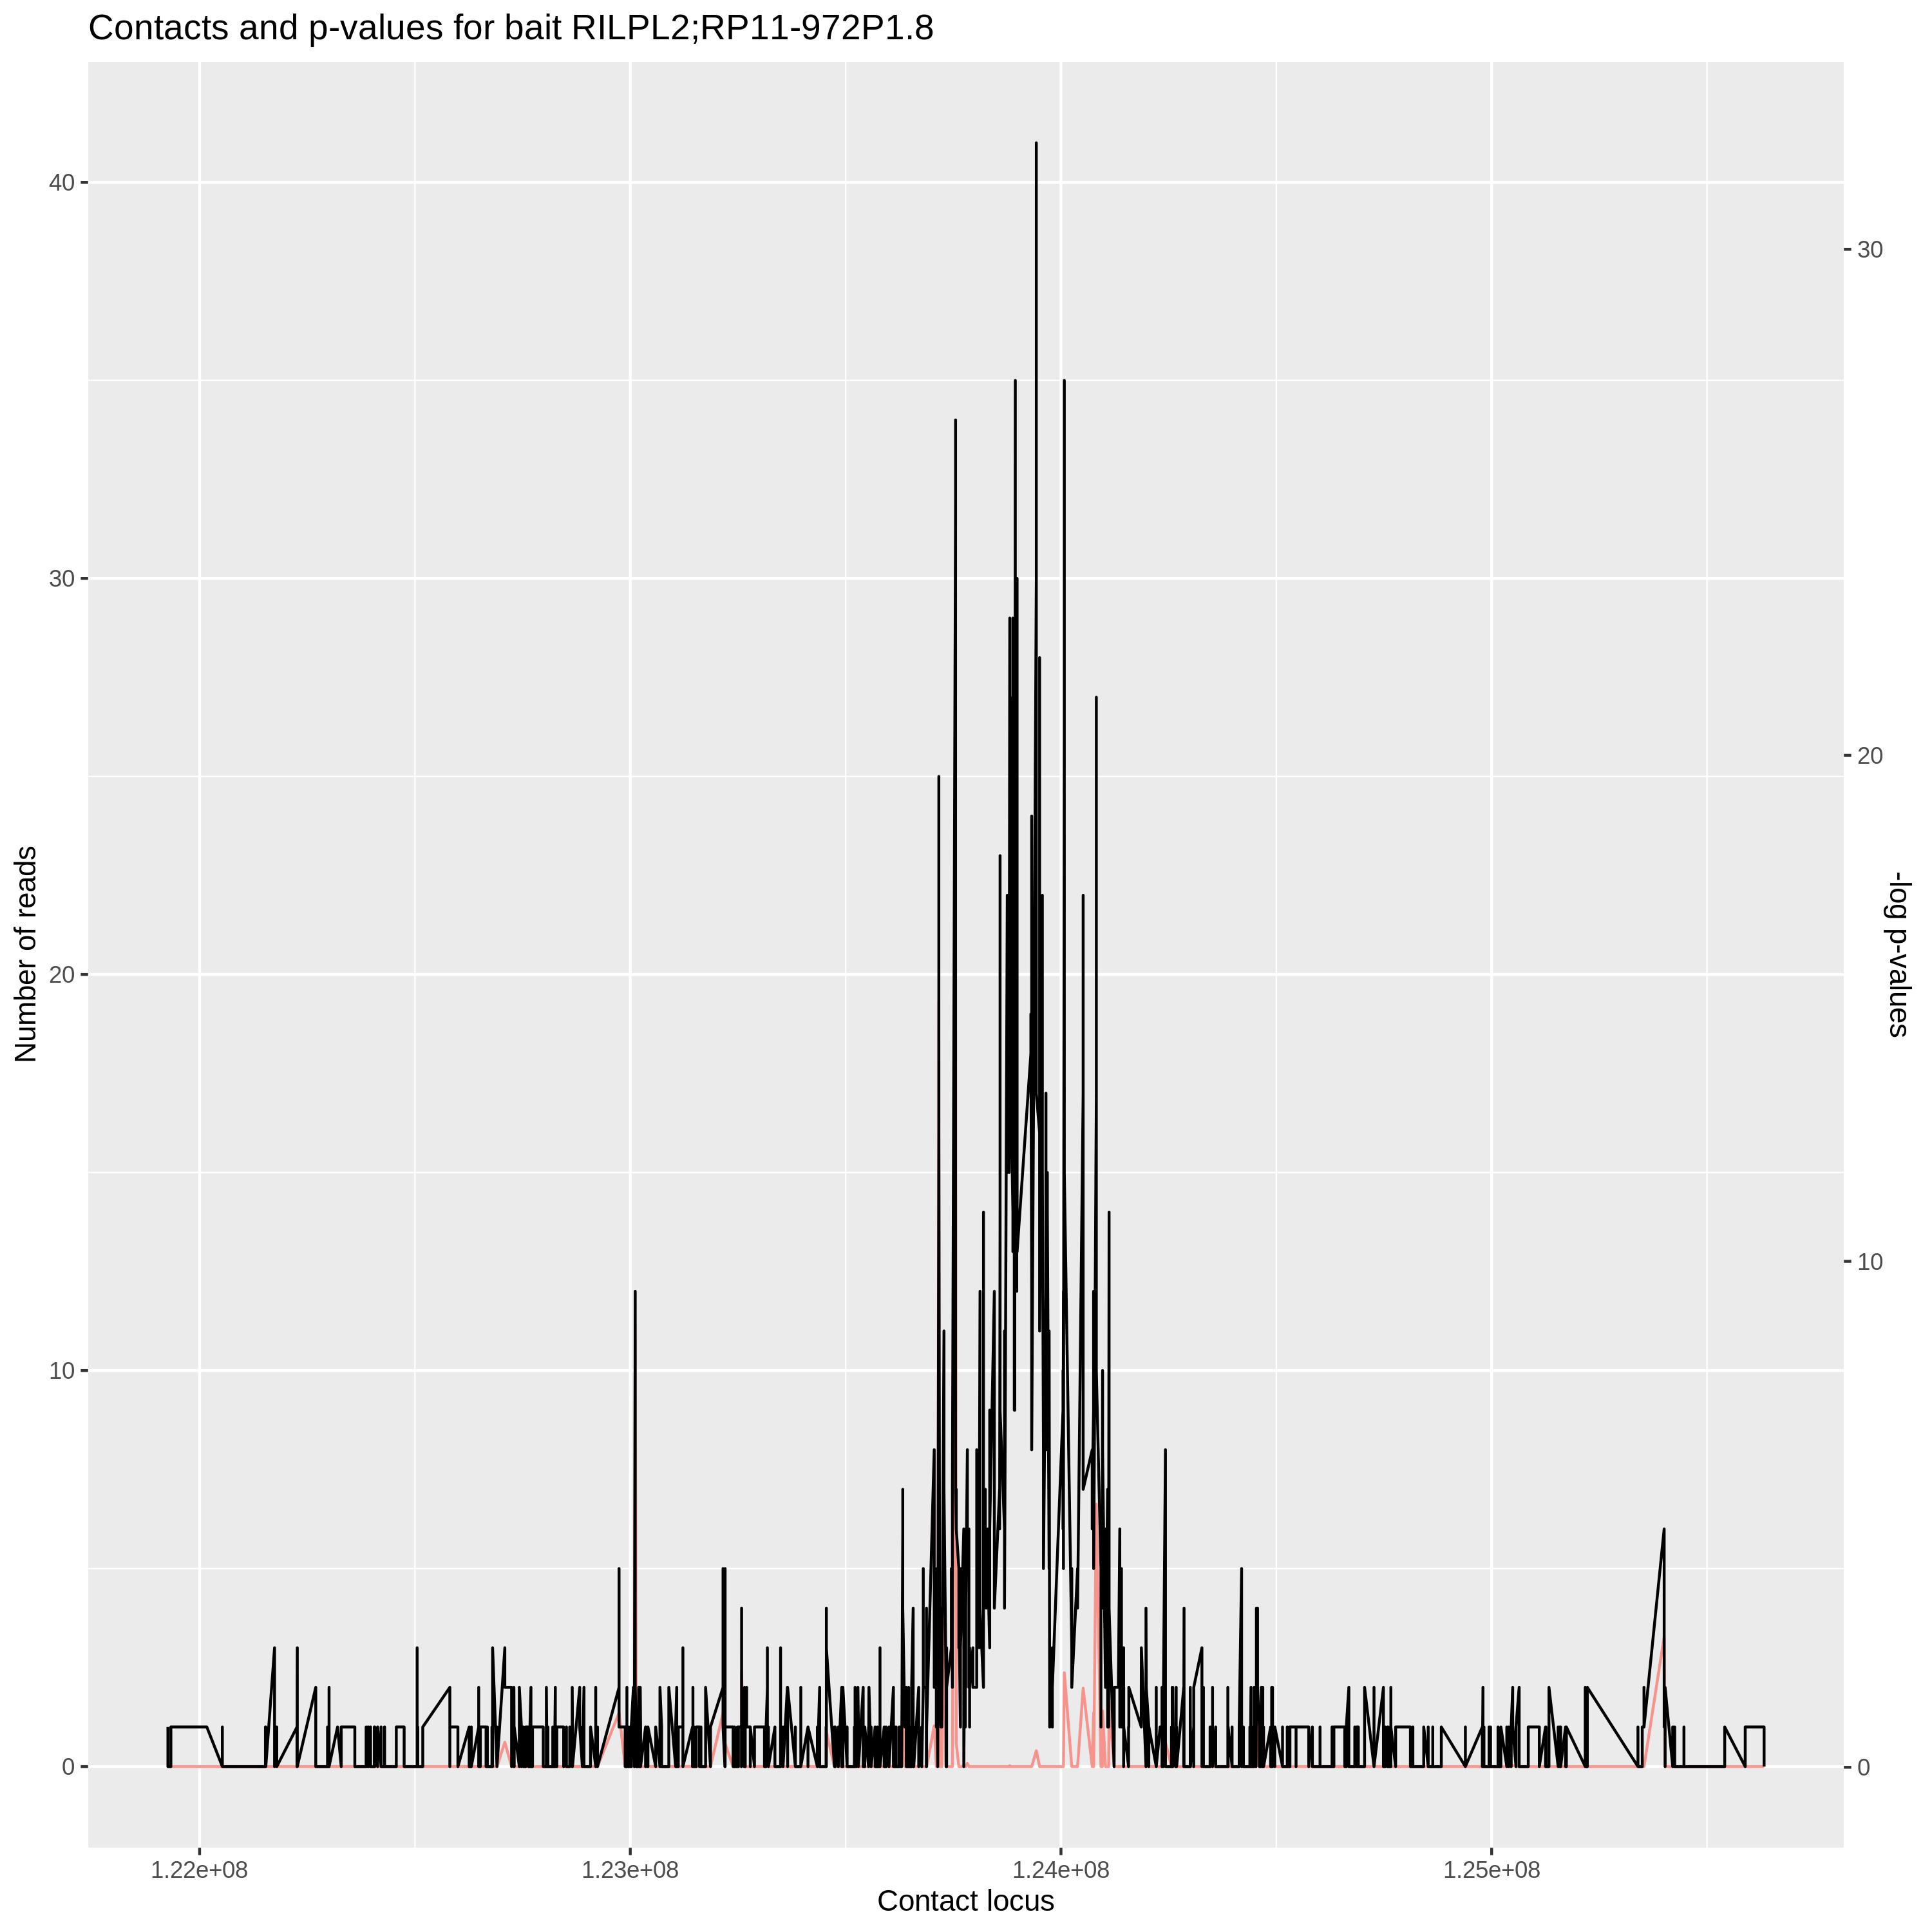 Contacts and p-values for bait RILPL2;RP11-972P1.8
40
30
20
10
0
Number of reads
30
20
10
0
-log p-values
1.22e+08
1.23e+08
1.24e+08
1.25e+08
Contact locus